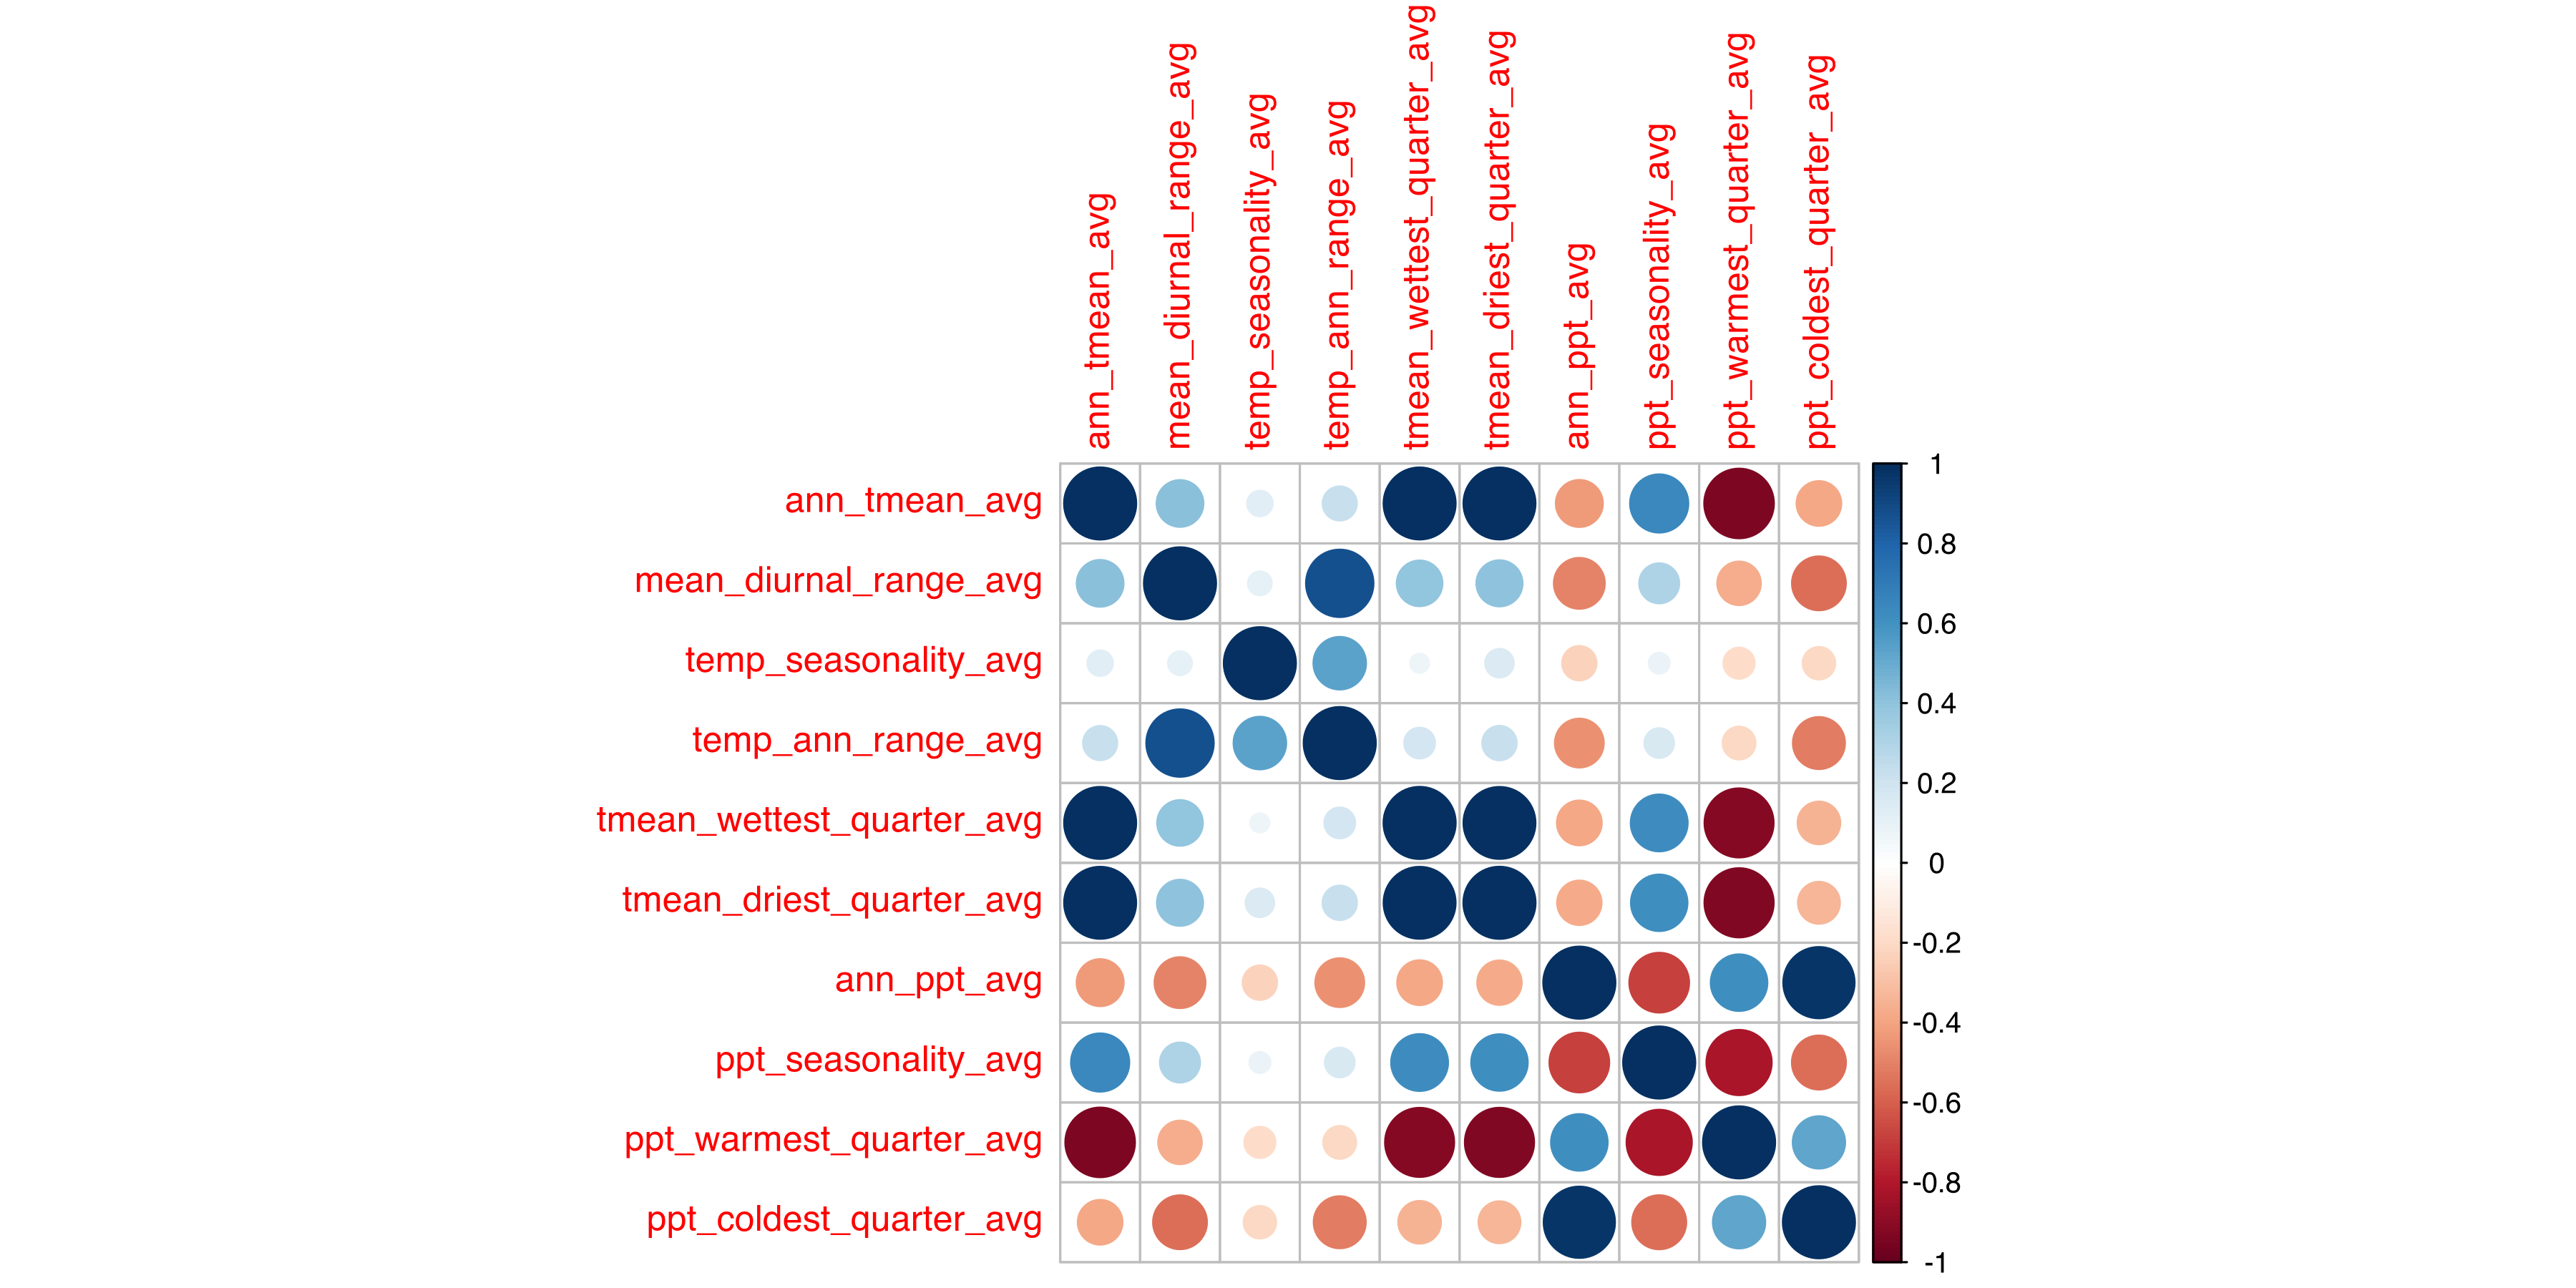 ann_tmean_avg
mean_diurnal_range_avg
temp_seasonality_avg
temp_ann_range_avg
tmean_wettest_quarter_avg
tmean_driest_quarter_avg
ann_ppt_avg
ppt_seasonality_avg
ppt_warmest_quarter_avg
ppt_coldest_quarter_avg
ann_tmean_avg
mean_diurnal_range_avg
temp_seasonality_avg
temp_ann_range_avg
tmean_wettest_quarter_avg
tmean_driest_quarter_avg
ann_ppt_avg
ppt_seasonality_avg
ppt_warmest_quarter_avg
ppt_coldest_quarter_avg
1
0.8
0.6
0.4
0.2
0
-0.2
-0.4
-0.6
-0.8
-1